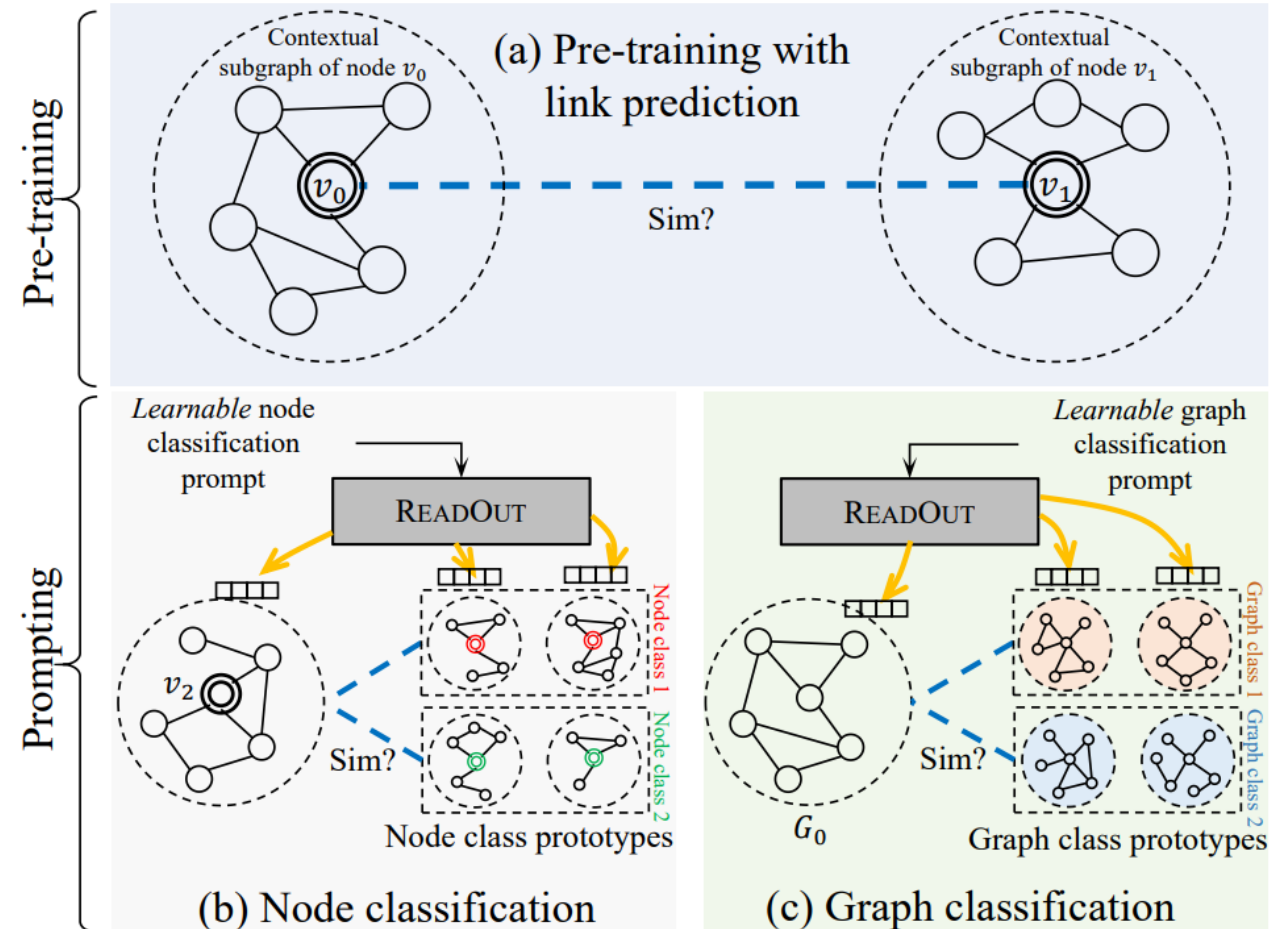 Pre-training
Contextual
subgraph of node v₀
(a) Pre-training with
link prediction
Contextual
subgraph of node v₁
v₀
Sim?
v₁
Prompting
Learnable node
classification
prompt
READOUT
v₂
Sim?
Node class 1
Node class 2
Node class prototypes
(b) Node classification
Learnable graph
classification
prompt
READOUT
G₀
Sim?
Graph class 1
Graph class 2
Graph class prototypes
(c) Graph classification